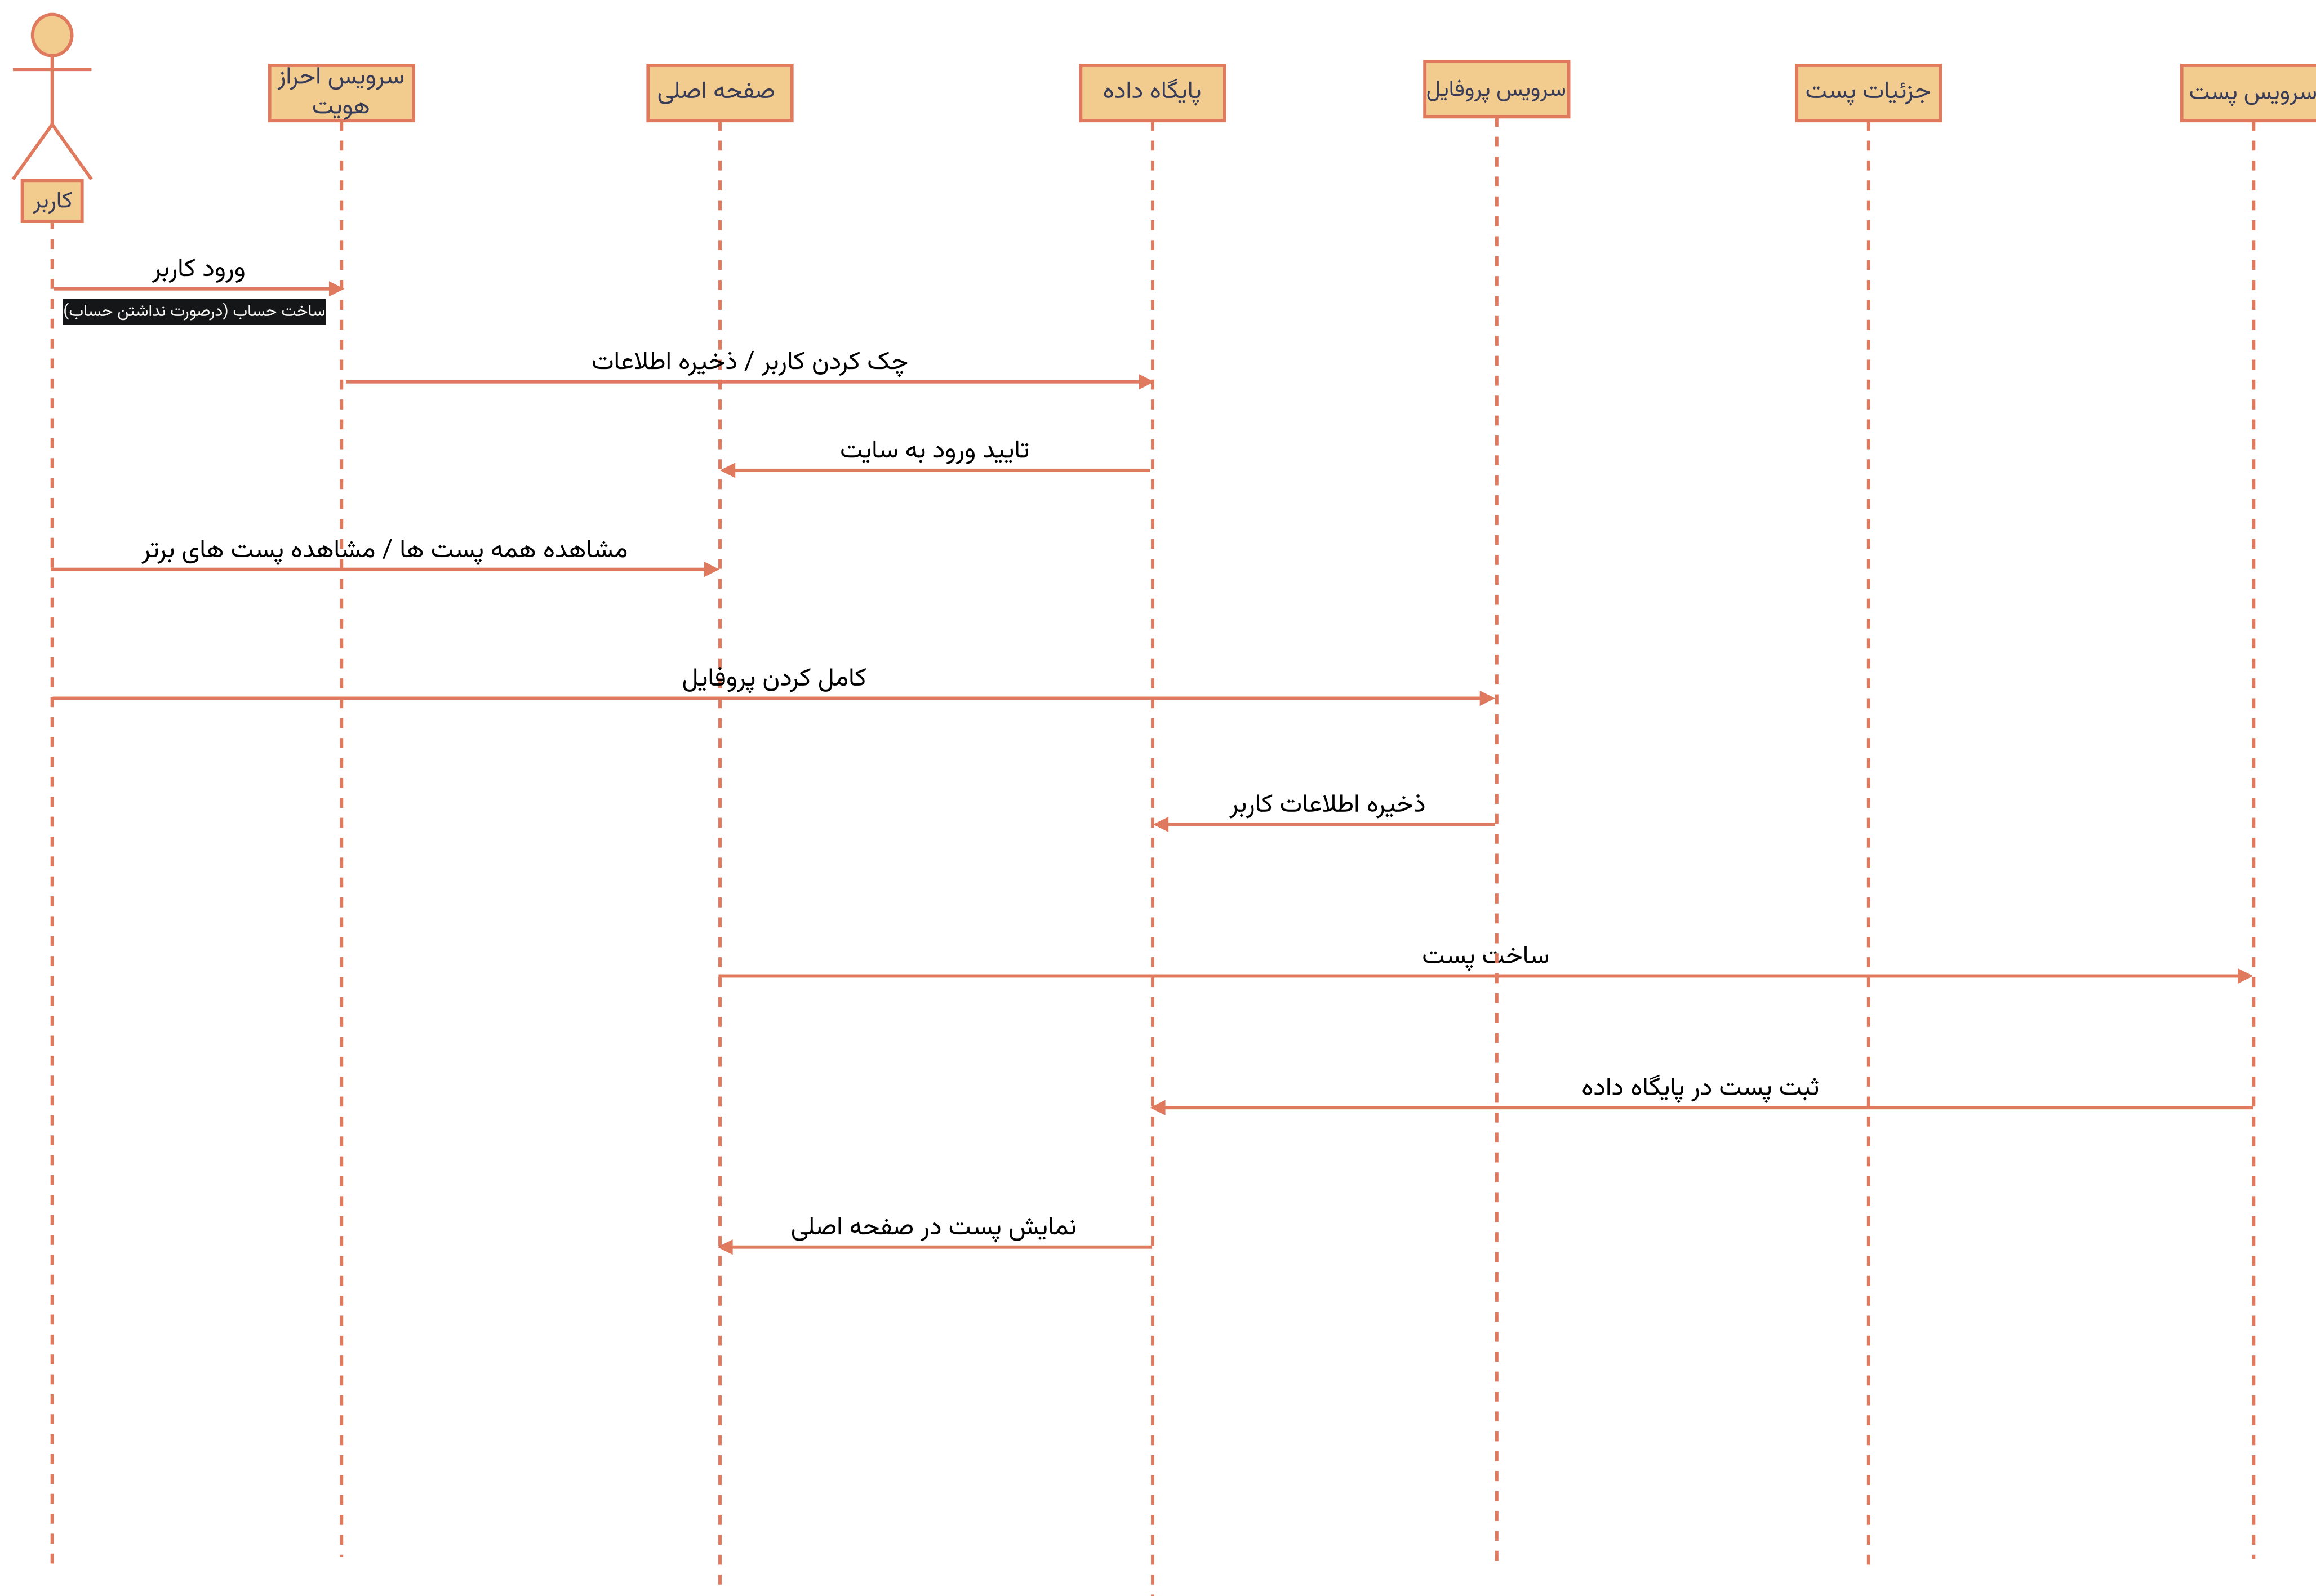 سرویس احراز
هویت
صفحه اصلی
پایگاه داده
سرویس پروفایل
جزئیات پست
سرویس پست
کاربر
ورود کاربر
ساخت حساب (درصورت نداشتن حساب)
چک کردن کاربر / ذخیره اطلاعات
تایید ورود به سایت
مشاهده همه پست ها / مشاهده پست های برتر
کامل کردن پروفایل
ذخیره اطلاعات کاربر
ساخت پست
ثبت پست در پایگاه داده
نمایش پست در صفحه اصلی